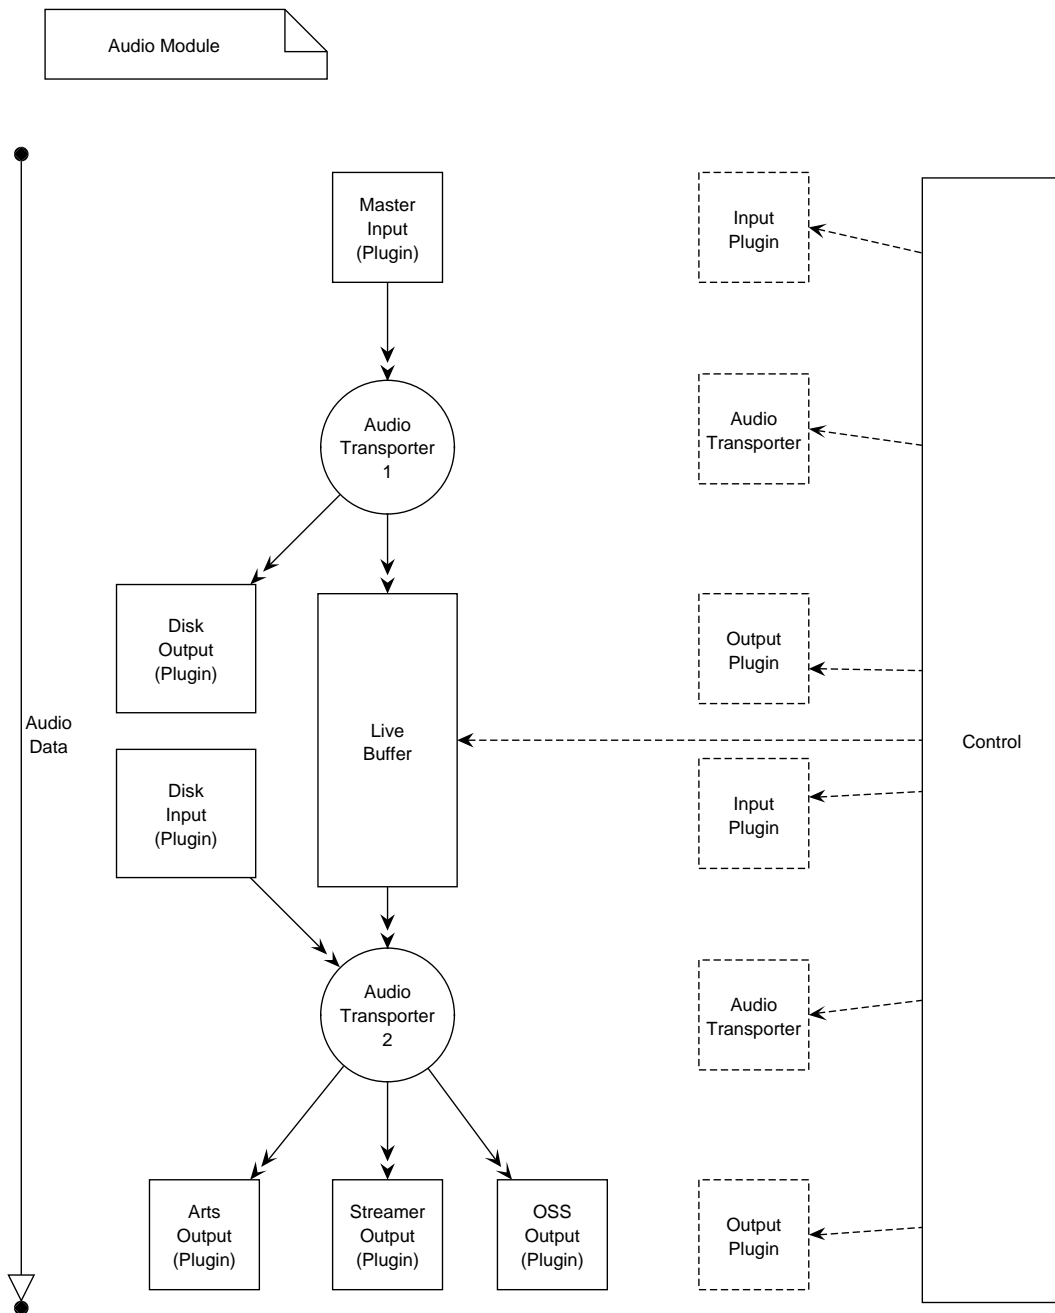 Audio Module
Master
Input
(Plugin)
Input
Plugin
Audio
Transporter
1
Audio
Transporter
Disk
Output
(Plugin)
Output
Plugin
Audio
Data
Live
Buffer
Control
Disk
Input
(Plugin)
Input
Plugin
Audio
Transporter
2
Audio
Transporter
Arts
Output
(Plugin)
Streamer
Output
(Plugin)
OSS
Output
(Plugin)
Output
Plugin